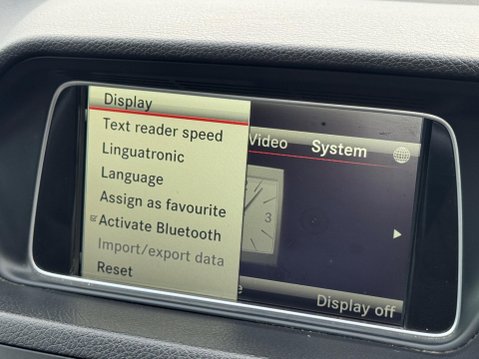 Display
Text reader speed
Linguatronic
Language
Assign as favourite
Activate Bluetooth
Import/export data
Reset
Video System
3
Display off